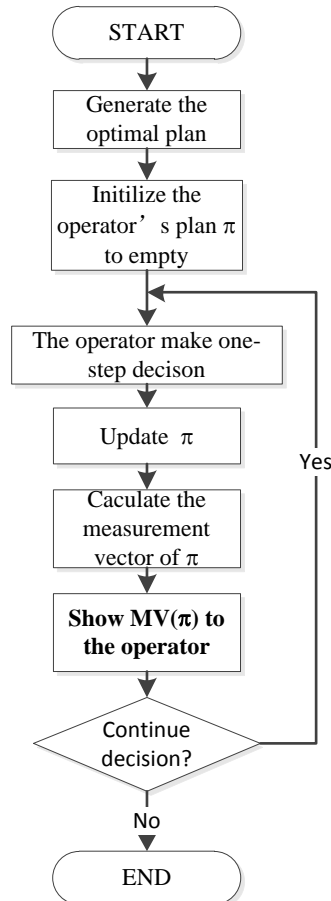 START
Generate the
optimal plan
Initilize the
operator’s plan π
to empty
The operator make one-
step decison
Update π
Yes
Caculate the
measurement
vector of π
Show MV(π) to
the operator
Continue
decision?
No
END